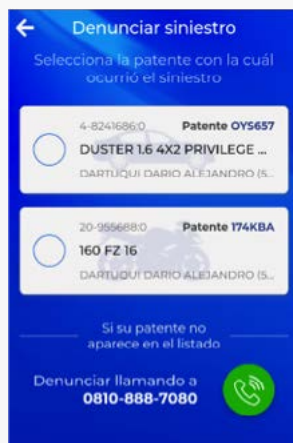 Denunciar siniestro
Selecciona la patente con la cuál
ocurrió el siniestro
4-8241686:0 Patente OYS657
DUSTER 1.6 4X2 PRIVILEGE ...
DARTUQUI DARIO ALEJANDRO (5...
20-955688:0 Patente 174KBA
160 FZ 16
DARTUQUI DARIO ALEJANDRO (5...
Si su patente no
aparece en el listado
Denunciar llamando a
0810-888-7080